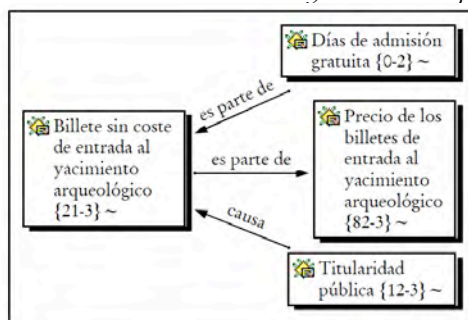 Días de admisión
gratuita {0-2} ~
es parte de
Billete sin coste
de entrada al
yacimiento
arqueológico
{21-3} ~
es parte de
Precio de los
billetes de
entrada al
yacimiento
arqueológico
{82-3} ~
causa
Titularidad
pública {12-3} ~